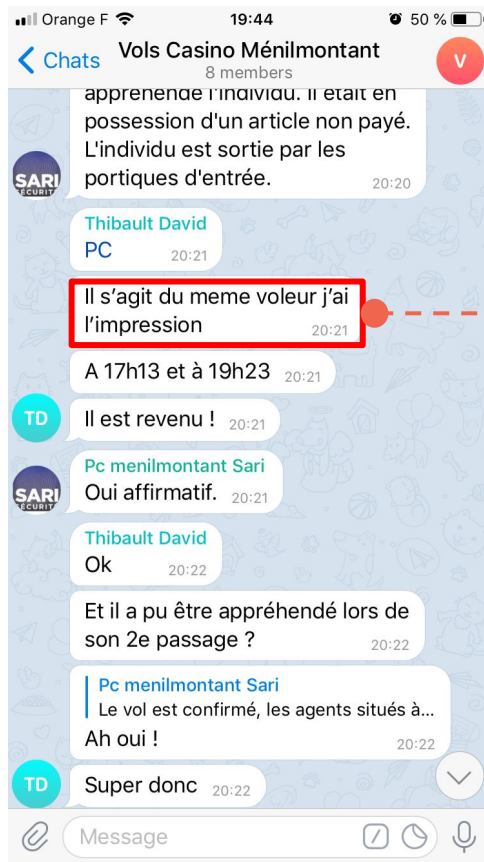 Orange F 19:44 50 %
Chats Vols Casino Ménilmontant V
8 members
appréhendé l'individu. Il était en
possession d'un article non payé.
L'individu est sortie par les
portiques d'entrée. 20:20
SARI
SÉCURITÉ
Thibault David
PC 20:21
Il s'agit du meme voleur j'ai
l'impression 20:21
A 17h13 et à 19h23 20:21
TD Il est revenu ! 20:21
Pc menilmontant Sari
Oui affirmatif. 20:21
SARI
SÉCURITÉ
Thibault David
Ok 20:22
Et il a pu être appréhendé lors de
son 2e passage ? 20:22
Pc menilmontant Sari
Le vol est confirmé, les agents situés à...
Ah oui ! 20:22
TD Super donc 20:22
Message